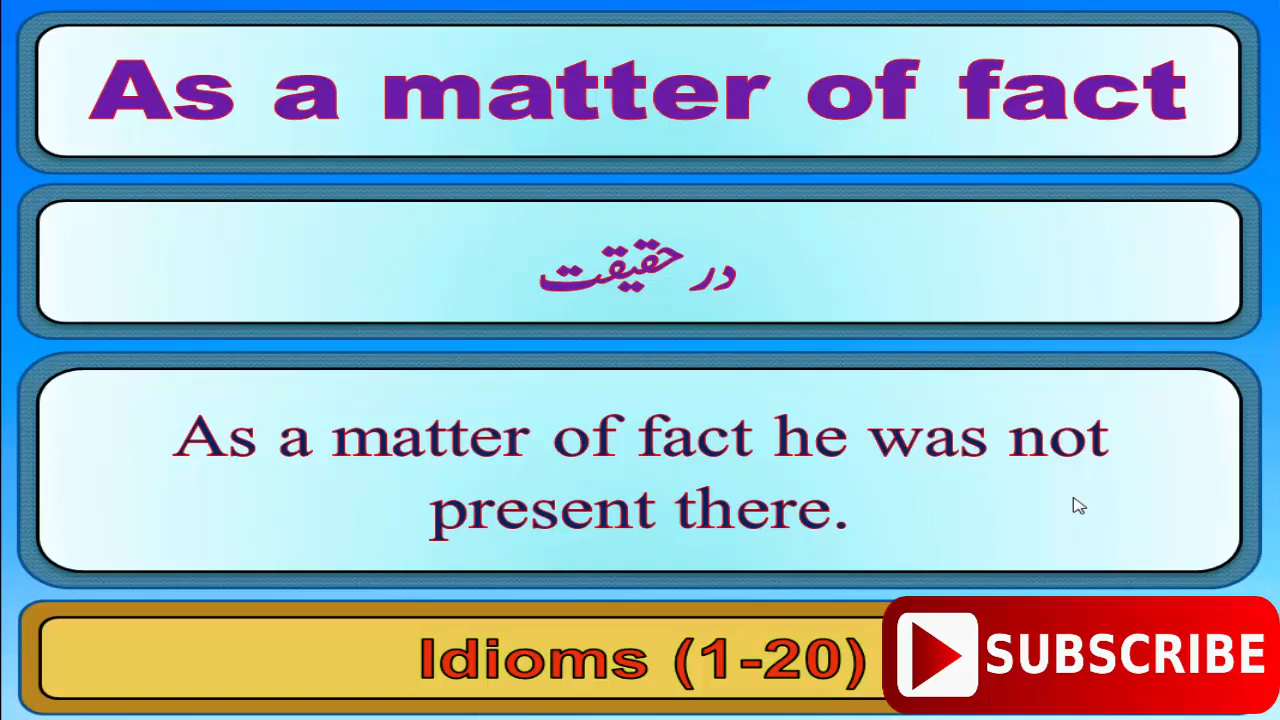 As a matter of fact
در حقیقت
As a matter of fact he was not
present there.
Idioms (1-20)
SUBSCRIBE